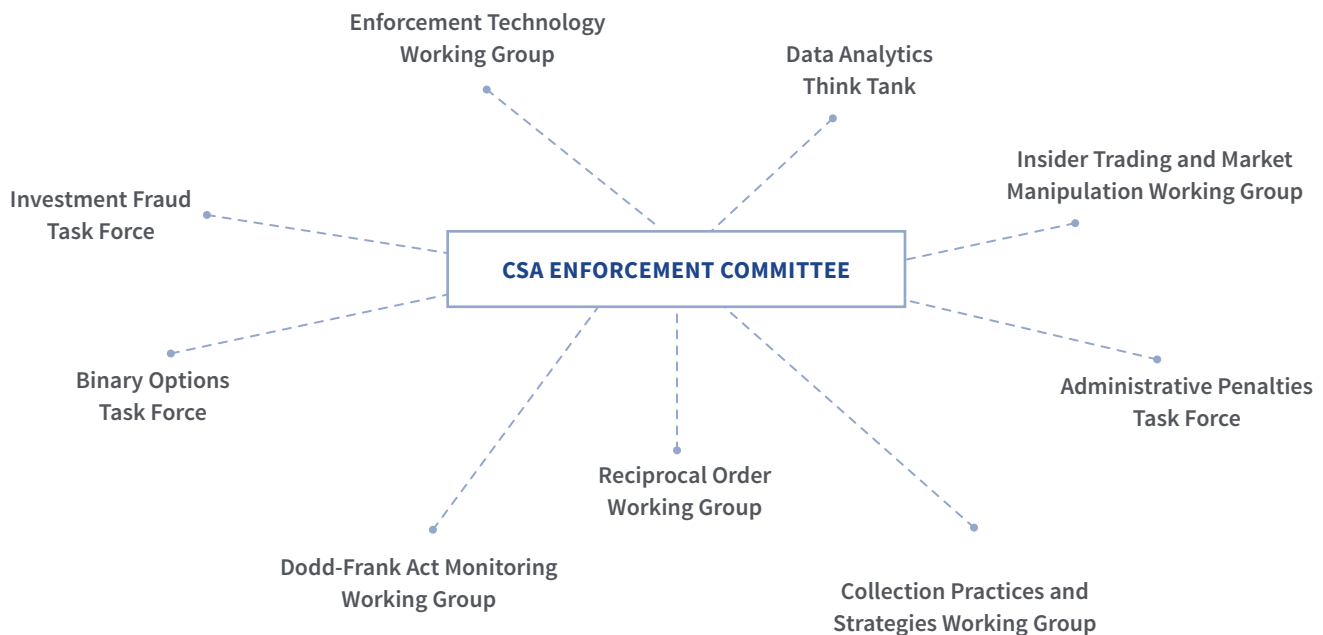 Enforcement Technology
Working Group
Data Analytics
Think Tank
Insider Trading and Market
Manipulation Working Group
Investment Fraud
Task Force
CSA ENFORCEMENT COMMITTEE
Binary Options
Task Force
Administrative Penalties
Task Force
Reciprocal Order
Working Group
Dodd-Frank Act Monitoring
Working Group
Collection Practices and
Strategies Working Group